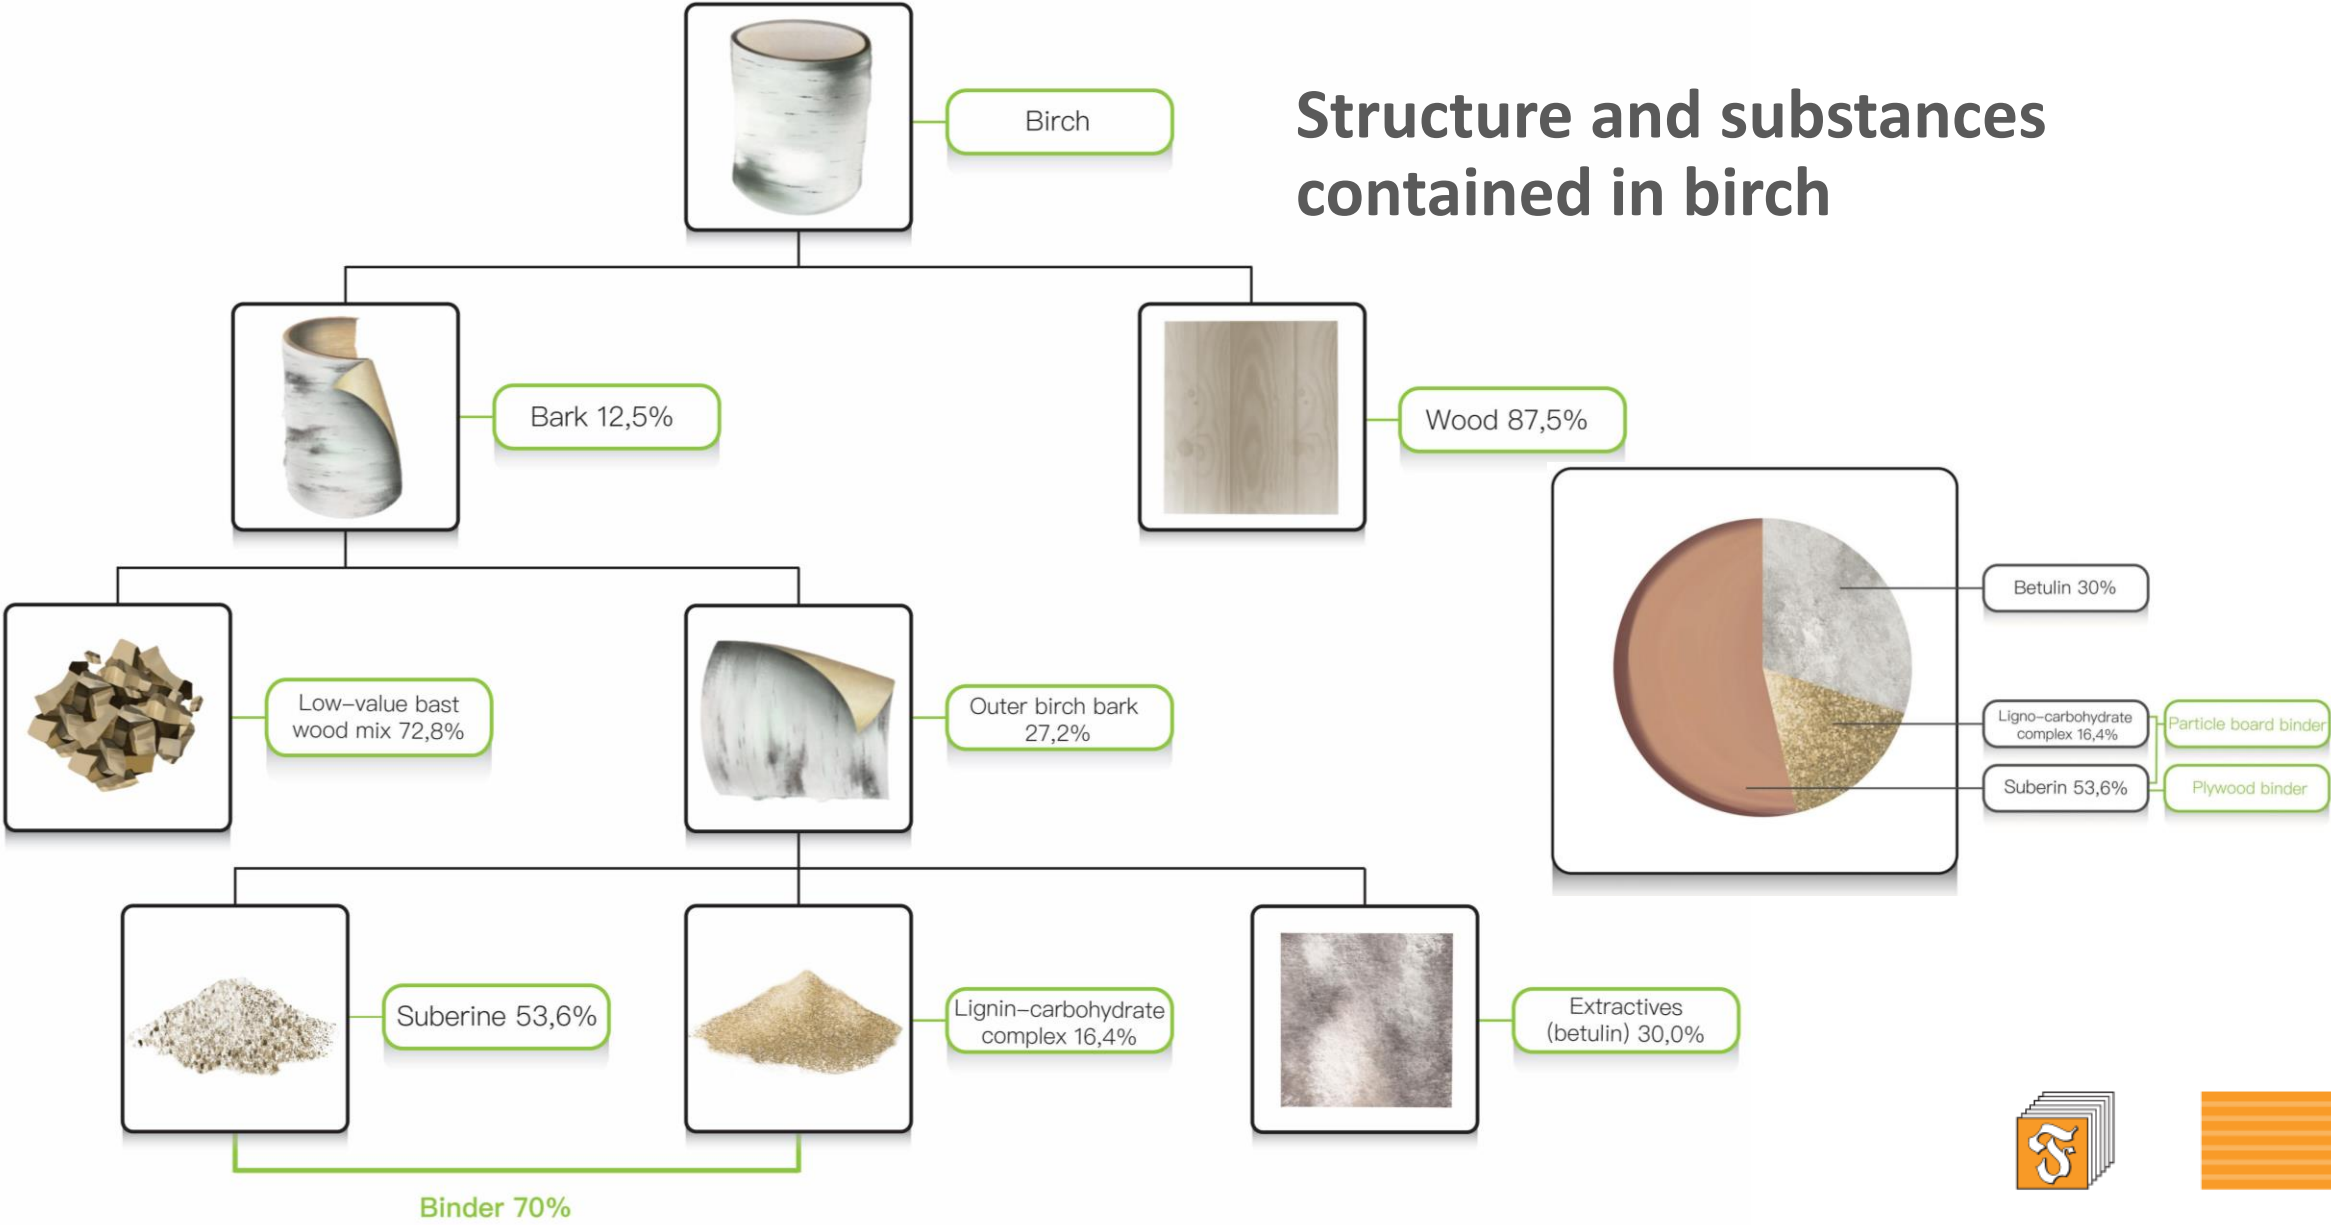 Structure and substances
contained in birch
Birch
Bark 12,5%
Wood 87,5%
Low-value bast
wood mix 72,8%
Outer birch bark
27,2%
Betulin 30%
Ligno-carbohydrate
complex 16,4%
Particle board binder
Suberin 53,6%
Plywood binder
Suberine 53,6%
Lignin-carbohydrate
complex 16,4%
Extractives
(betulin) 30,0%
Binder 70%